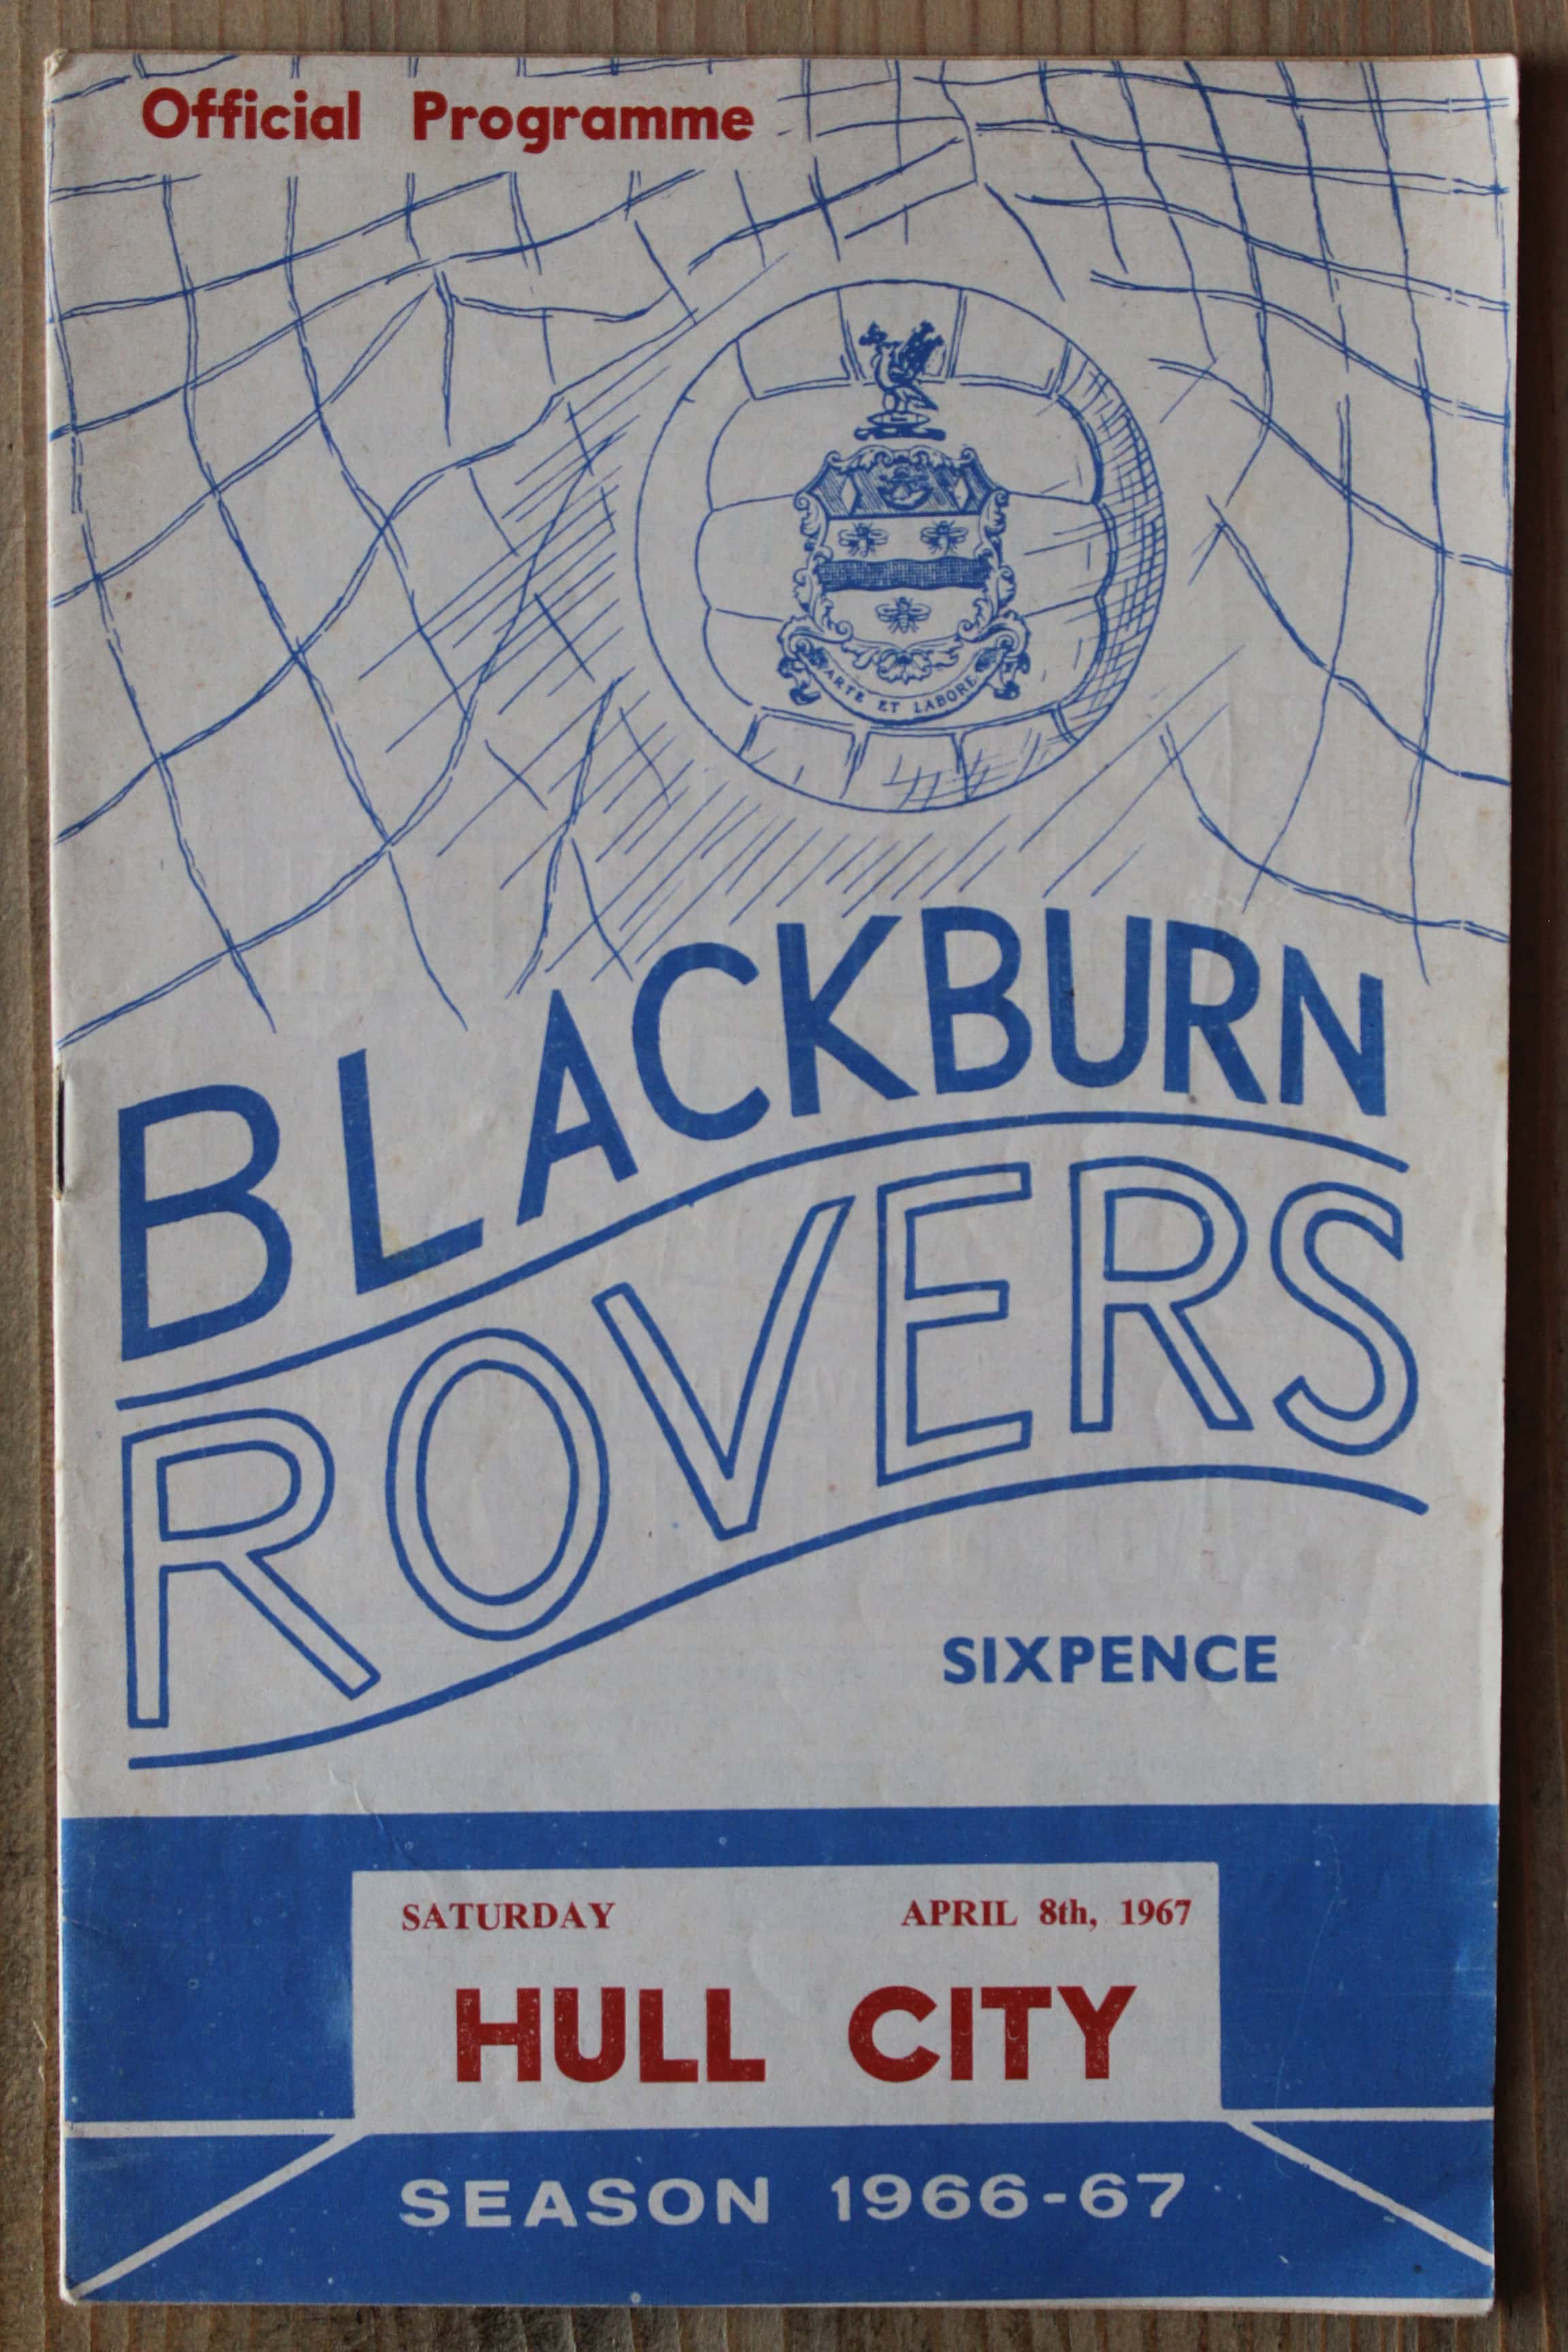 Official Programme
ARTE ET LABORE
BLACKBURN
ROVERS
SIXPENCE
SATURDAY APRIL 8th, 1967
HULL CITY
SEASON 1966-67